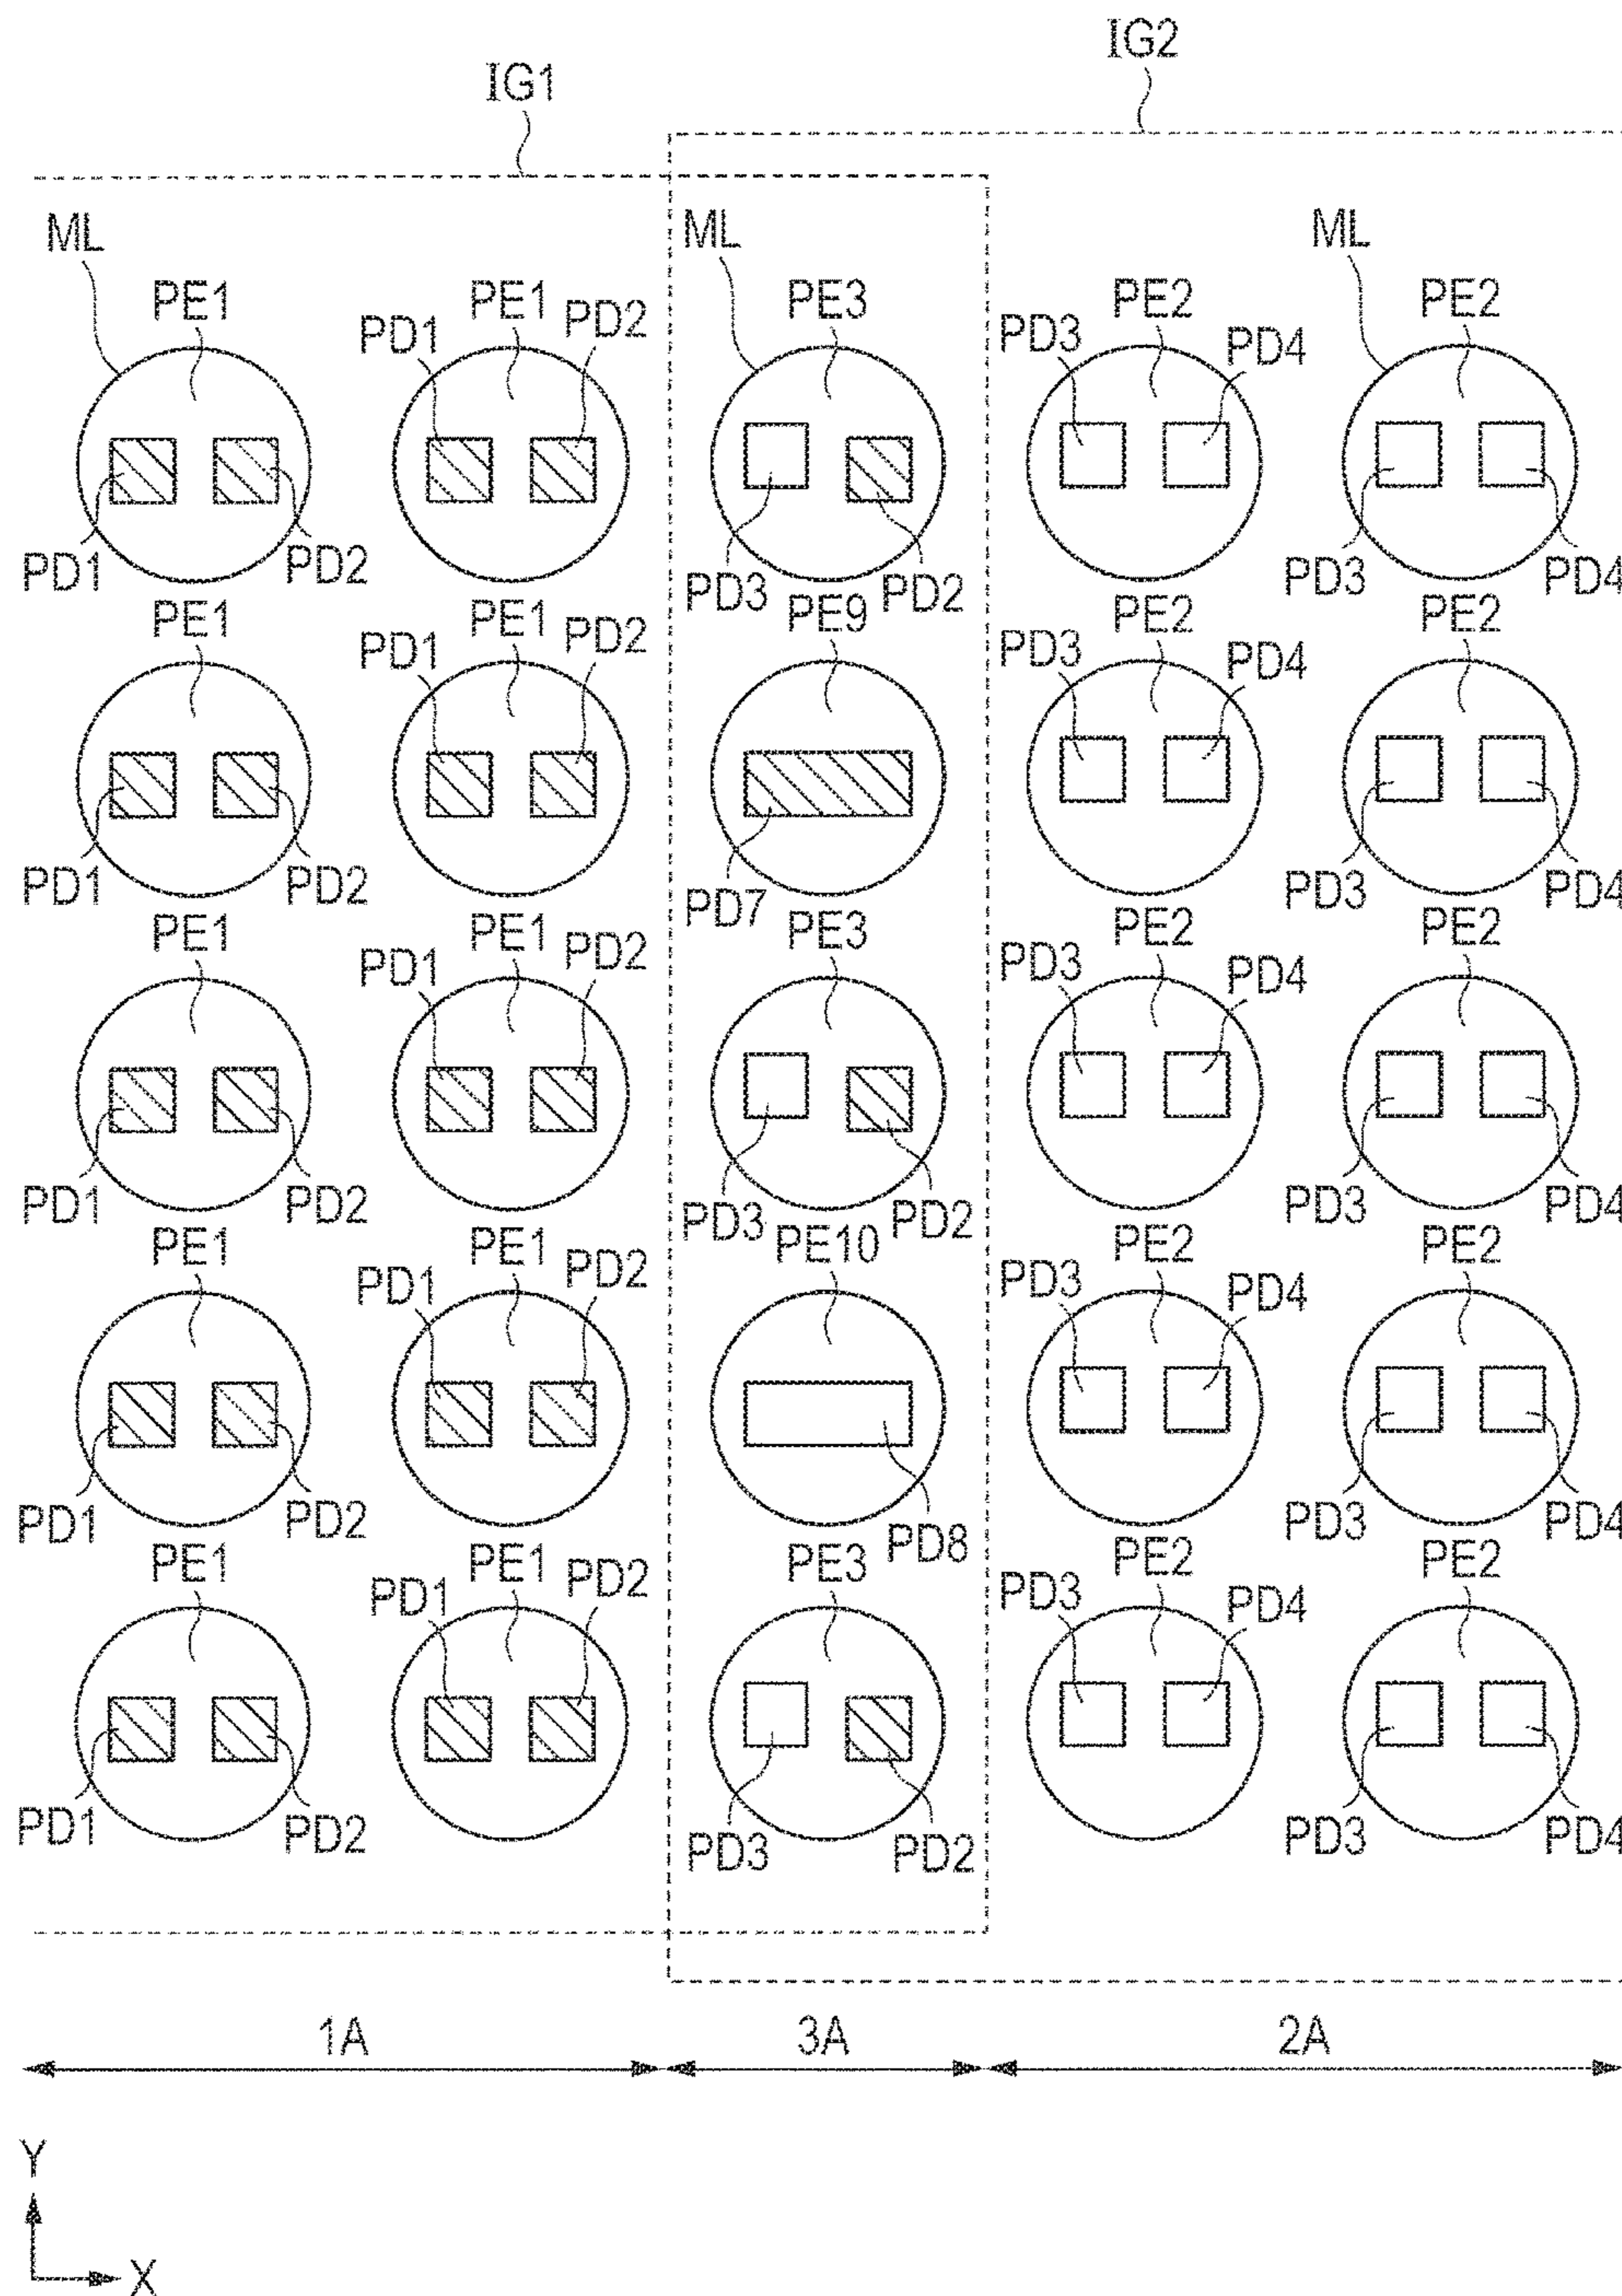 IG2
IG1
ML ML ML
PE1 PE1 PE3 PE2 PE2
PD1 PD2 PD3 PD4
PD1 PD2 PD3 PD2 PD3 PD4
PE1 PE1 PE9 PE2 PE2
PD1 PD2 PD3 PD4
PD1 PD2 PD7 PD3 PD4
PE1 PE1 PE3 PE2 PE2
PD1 PD2 PD3 PD4
PD1 PD2 PD3 PD2 PD3 PD4
PE1 PE1 PE10 PE2 PE2
PD1 PD2 PD3 PD4
PD1 PD2 PD8 PD3 PD4
PE1 PE1 PE3 PE2 PE2
PD1 PD2 PD3 PD4
PD1 PD2 PD3 PD2 PD3 PD4
1A 3A 2A
Y
X